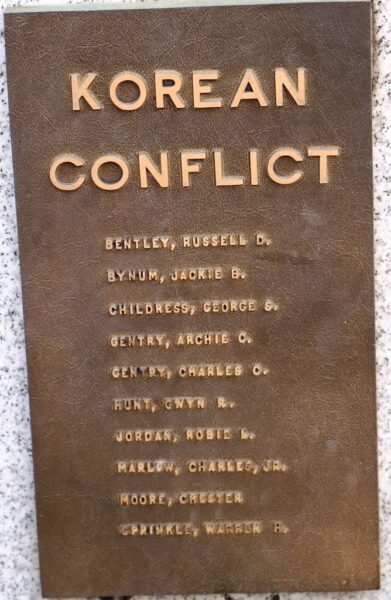 KOREAN
CONFLICT
BENTLEY, RUSSELL D.
BYNUM, JACKIE B.
CHILDRESS, GEORGE G.
GENTRY, ARCHIE C.
GENTRY, CHARLES C.
HUNT, GWYN R.
JORDAN, ROBIE L.
MARLOW, CHARLES, JR.
MOORE, CHESTER
SPRINKLE, WARREN